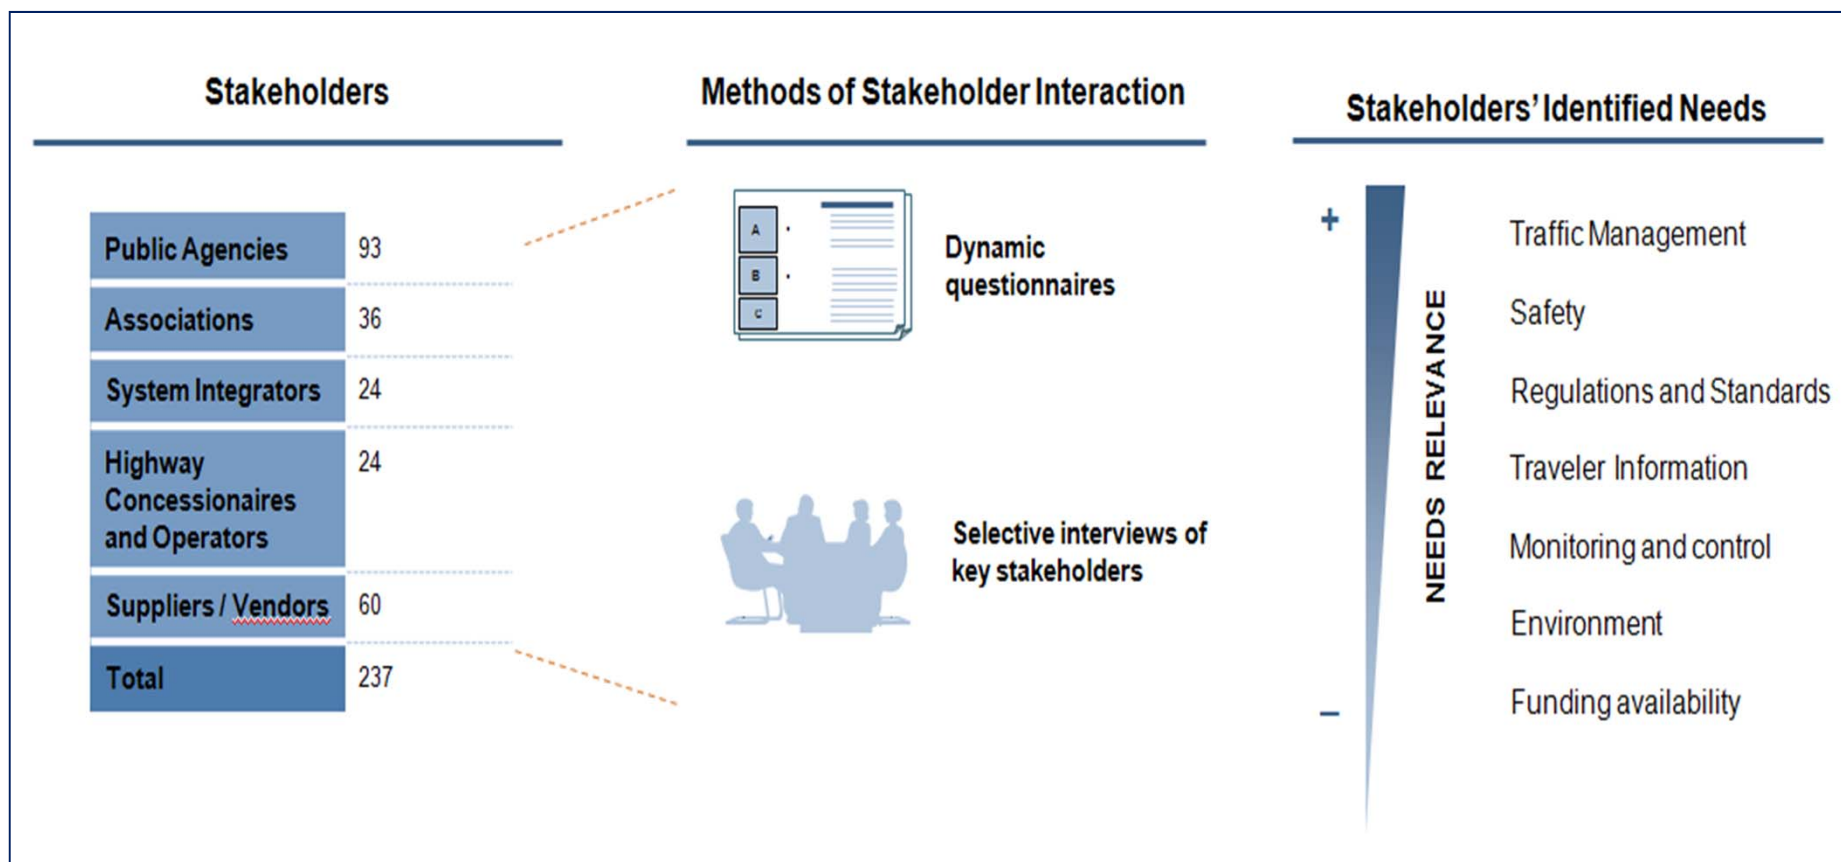 Stakeholders
Public Agencies 93
Associations 36
System Integrators 24
Highway 24
Concessionaires
and Operators
Suppliers / Vendors 60
Total 237
Methods of Stakeholder Interaction
A
B
C
Dynamic
questionnaires
Selective interviews of
key stakeholders
Stakeholders' Identified Needs
+
–
NEEDS RELEVANCE
Traffic Management
Safety
Regulations and Standards
Traveler Information
Monitoring and control
Environment
Funding availability